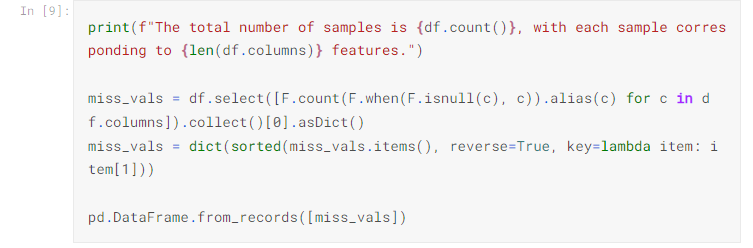 In [9]:
print(f"The total number of samples is {df.count()}, with each sample corres
ponding to {len(df.columns)} features.")
miss_vals = df.select([F.count(F.when(F.isnull(c), c)).alias(c) for c in d
f.columns]).collect()[0].asDict()
miss_vals = dict(sorted(miss_vals.items(), reverse=True, key=lambda item: i
tem[1]))
pd.DataFrame.from_records([miss_vals])